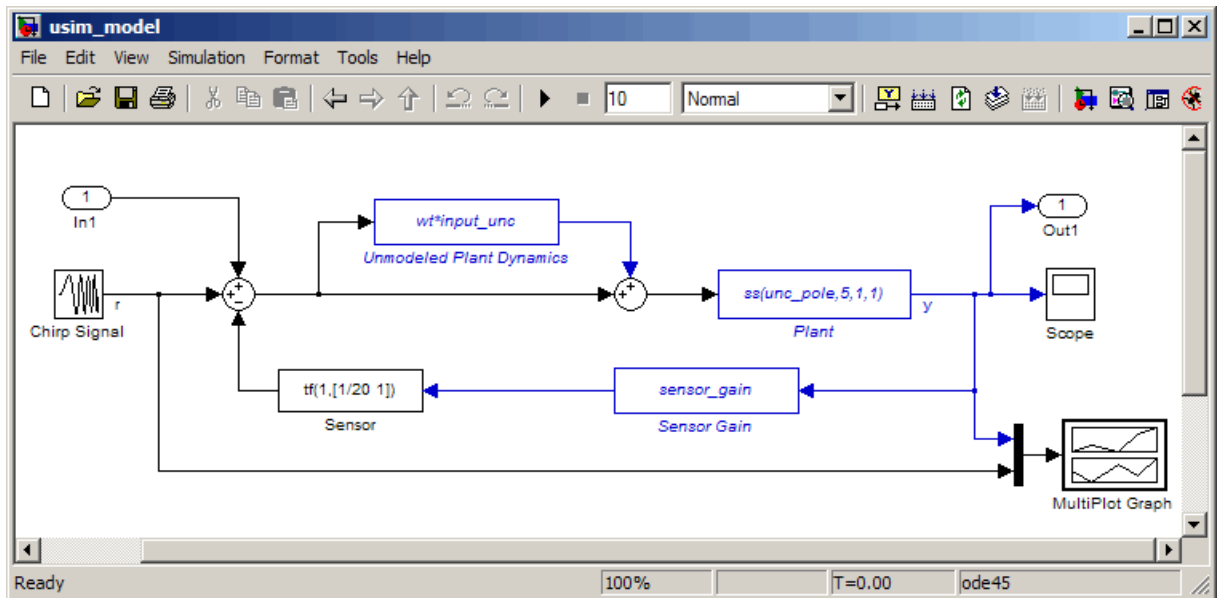 usim_model
File Edit View Simulation Format Tools Help
10 Normal
1
In1
wt*input_unc
Unmodeled Plant Dynamics
1
Out1
r
Chirp Signal
ss(unc_pole,5,1,1)
y
Plant
Scope
tf(1,[1/20 1])
Sensor
sensor_gain
Sensor Gain
MultiPlot Graph
Ready 100% T=0.00 ode45